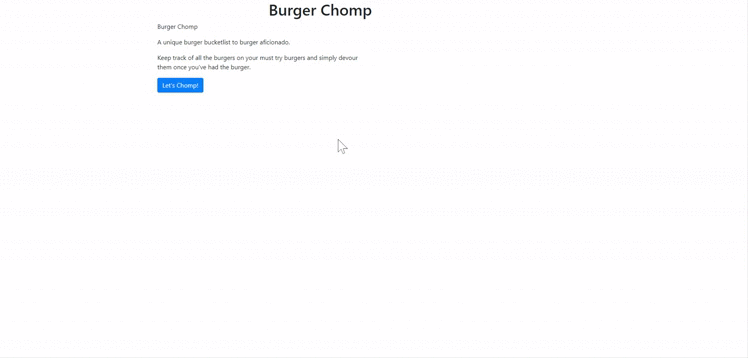 Burger Chomp
Burger Chomp
A unique burger bucketlist to burger aficionado.
Keep track of all the burgers on your must try burgers and simply devour
them once you've had the burger.
Let's Chomp!